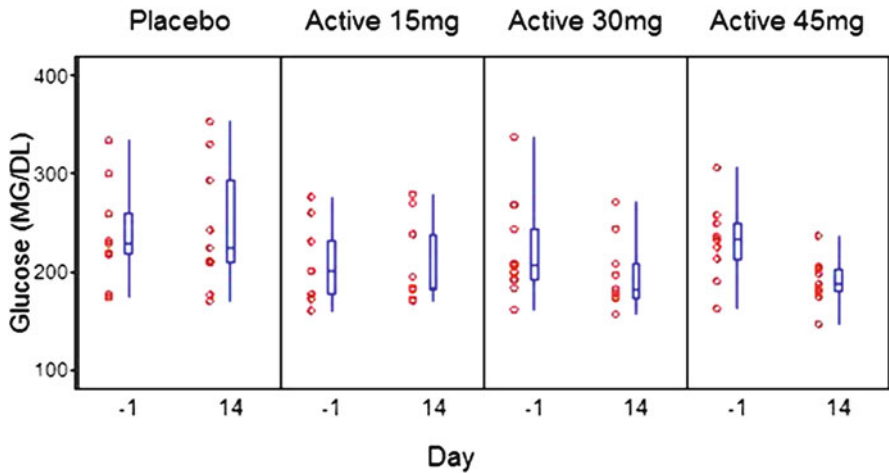 Placebo Active 15mg Active 30mg Active 45mg
Glucose (MG/DL)
400
300
200
100
-1 14 -1 14 -1 14 -1 14
Day